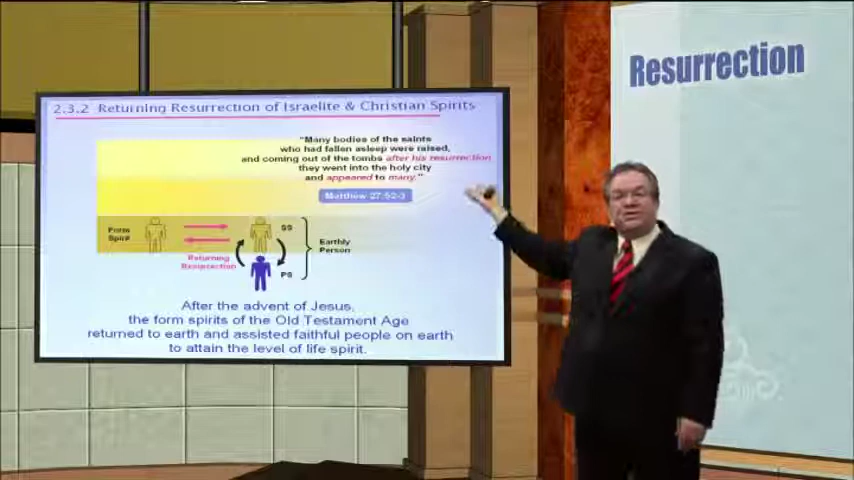 Resurrection
2.3.2 Returning Resurrection of Israelite & Christian Spirits
"Many bodies of the saints
who had fallen asleep were raised,
and coming out of the tombs after his resurrection
they went into the holy city
and appeared to many."
Matthew 27:52-3
Form
Spirit
SS
Earthly
Person
Returning
Resurrection
PS
After the advent of Jesus,
the form spirits of the Old Testament Age
returned to earth and assisted faithful people on earth
to attain the level of life spirit.